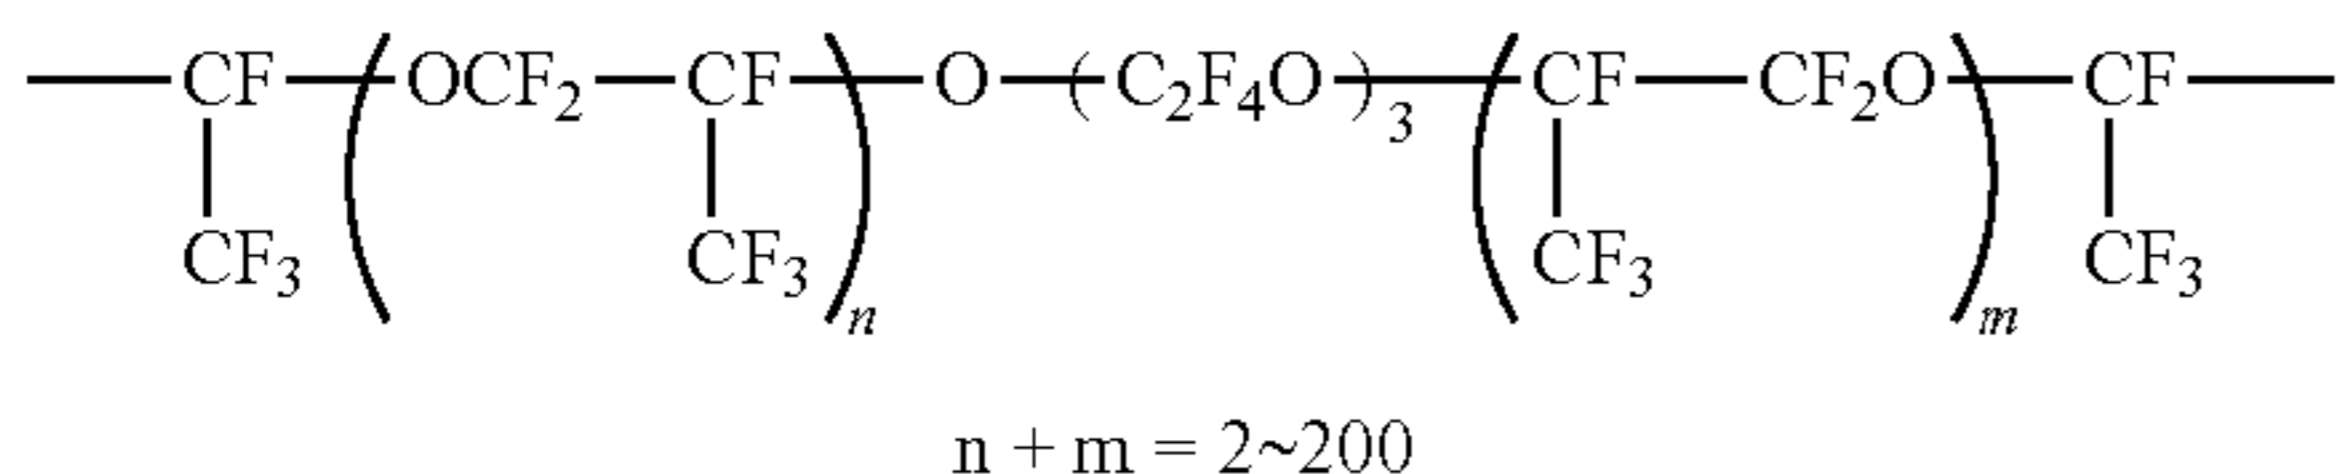 —CF—(OCF₂—CF)ₙ—O—(C₂F₄O)₃—(CF—CF₂O)ₘ—CF—
CF₃ CF₃ CF₃ CF₃
n + m = 2~200